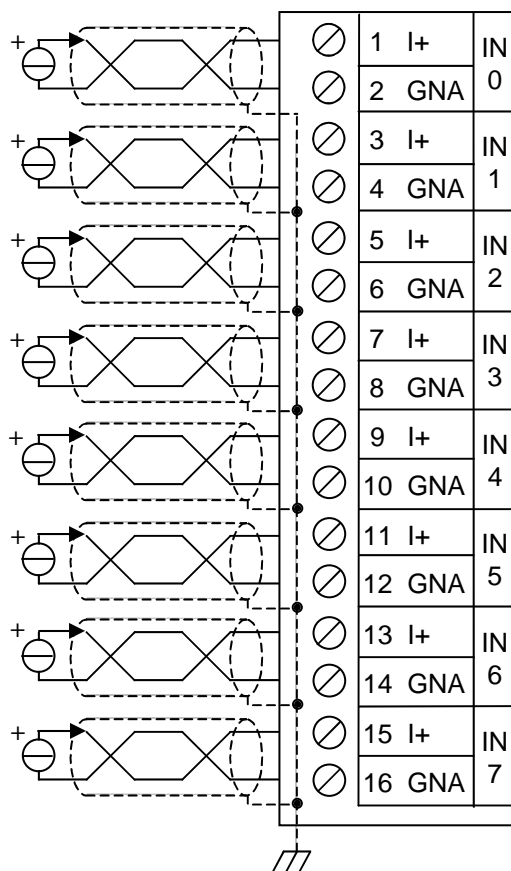 + 1 I+ IN 0
2 GNA
+ 3 I+ IN 1
4 GNA
+ 5 I+ IN 2
6 GNA
+ 7 I+ IN 3
8 GNA
+ 9 I+ IN 4
10 GNA
+ 11 I+ IN 5
12 GNA
+ 13 I+ IN 6
14 GNA
+ 15 I+ IN 7
16 GNA